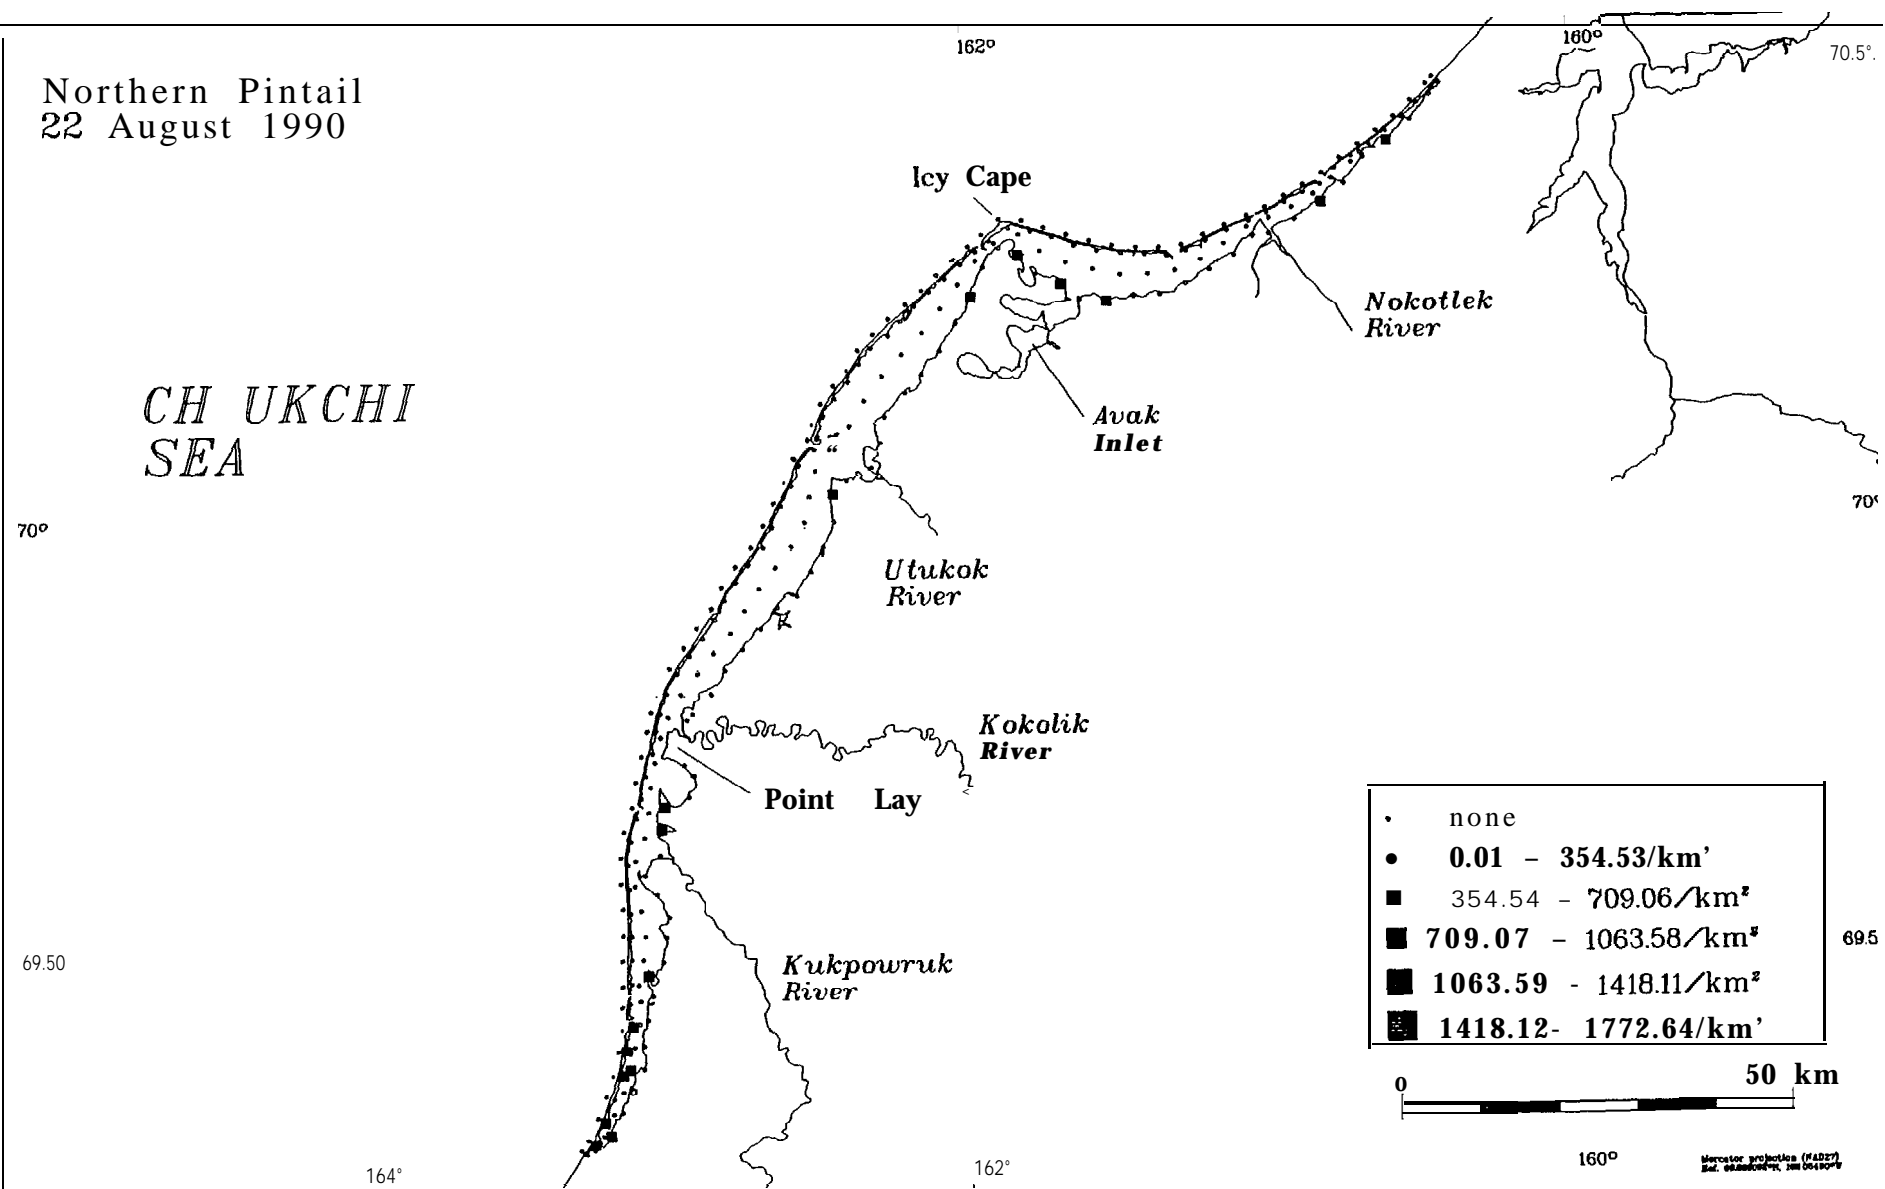 162°
160°
70.5°.
Northern Pintail
22 August 1990
Icy Cape
Nokotlek
River
CH UKCHI
SEA
Avak
Inlet
70°
70°
Utukok
River
Kokolik
River
Point Lay
none
0.01 – 354.53/km'
354.54 – 709.06/km²
709.07 – 1063.58/km²
1063.59 - 1418.11/km²
1418.12- 1772.64/km'
69.50
69.5
Kukpowruk
River
0 50 km
164°
162°
160°
Mercator projection (NAD27)